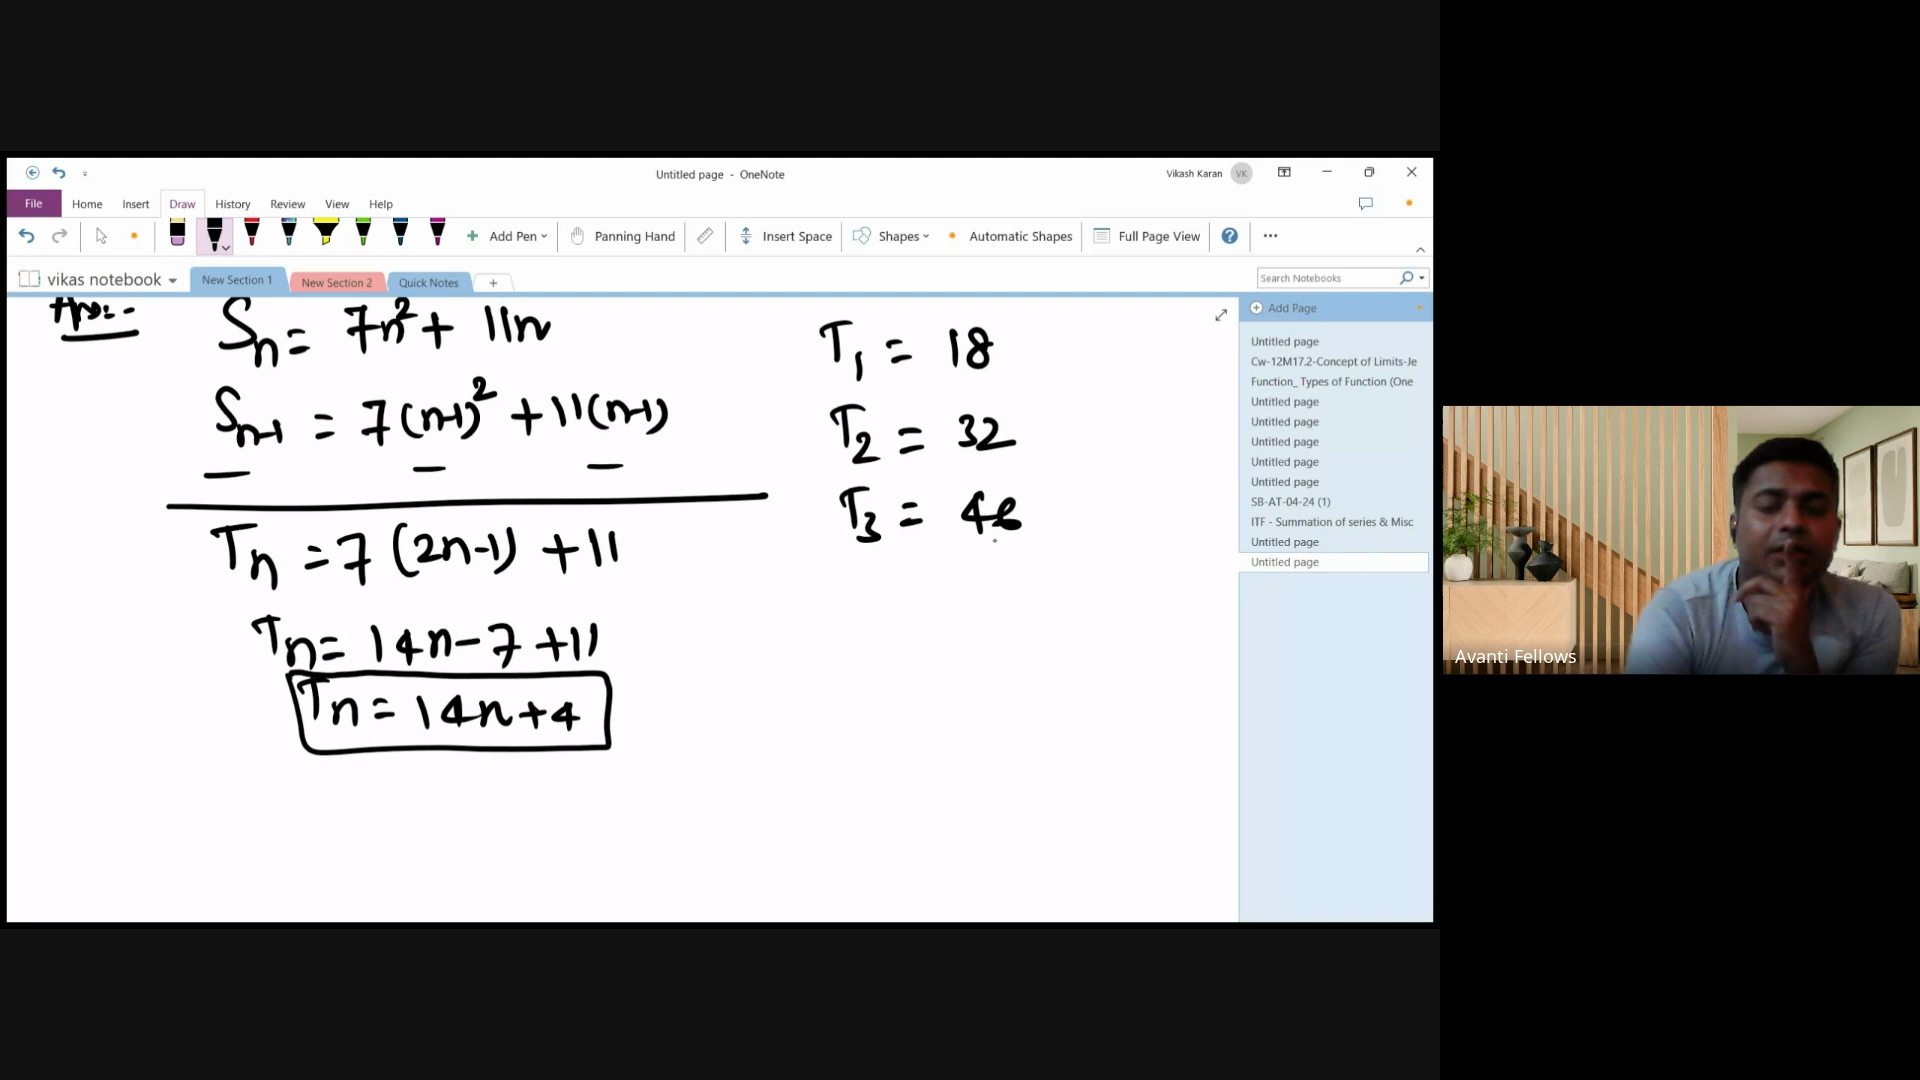 Untitled page - OneNote
Vikash Karan VK
File Home Insert Draw History Review View Help
Add Pen Panning Hand Insert Space Shapes Automatic Shapes Full Page View
vikas notebook New Section 1 New Section 2 Quick Notes
Search Notebooks
Add Page
Untitled page
Cw-12M17.2-Concept of Limits-Je
Function_ Types of Function (One
Untitled page
Untitled page
Untitled page
Untitled page
Untitled page
SB-AT-04-24 (1)
ITF - Summation of series & Misc
Untitled page
Untitled page
Sₙ = 7n² + 11n
Sₙ₋₁ = 7(n-1)² + 11(n-1)
Tₙ = 7(2n-1) + 11
Tₙ = 14n - 7 + 11
Tₙ = 14n + 4
T₁ = 18
T₂ = 32
T₃ =
Avanti Fellows